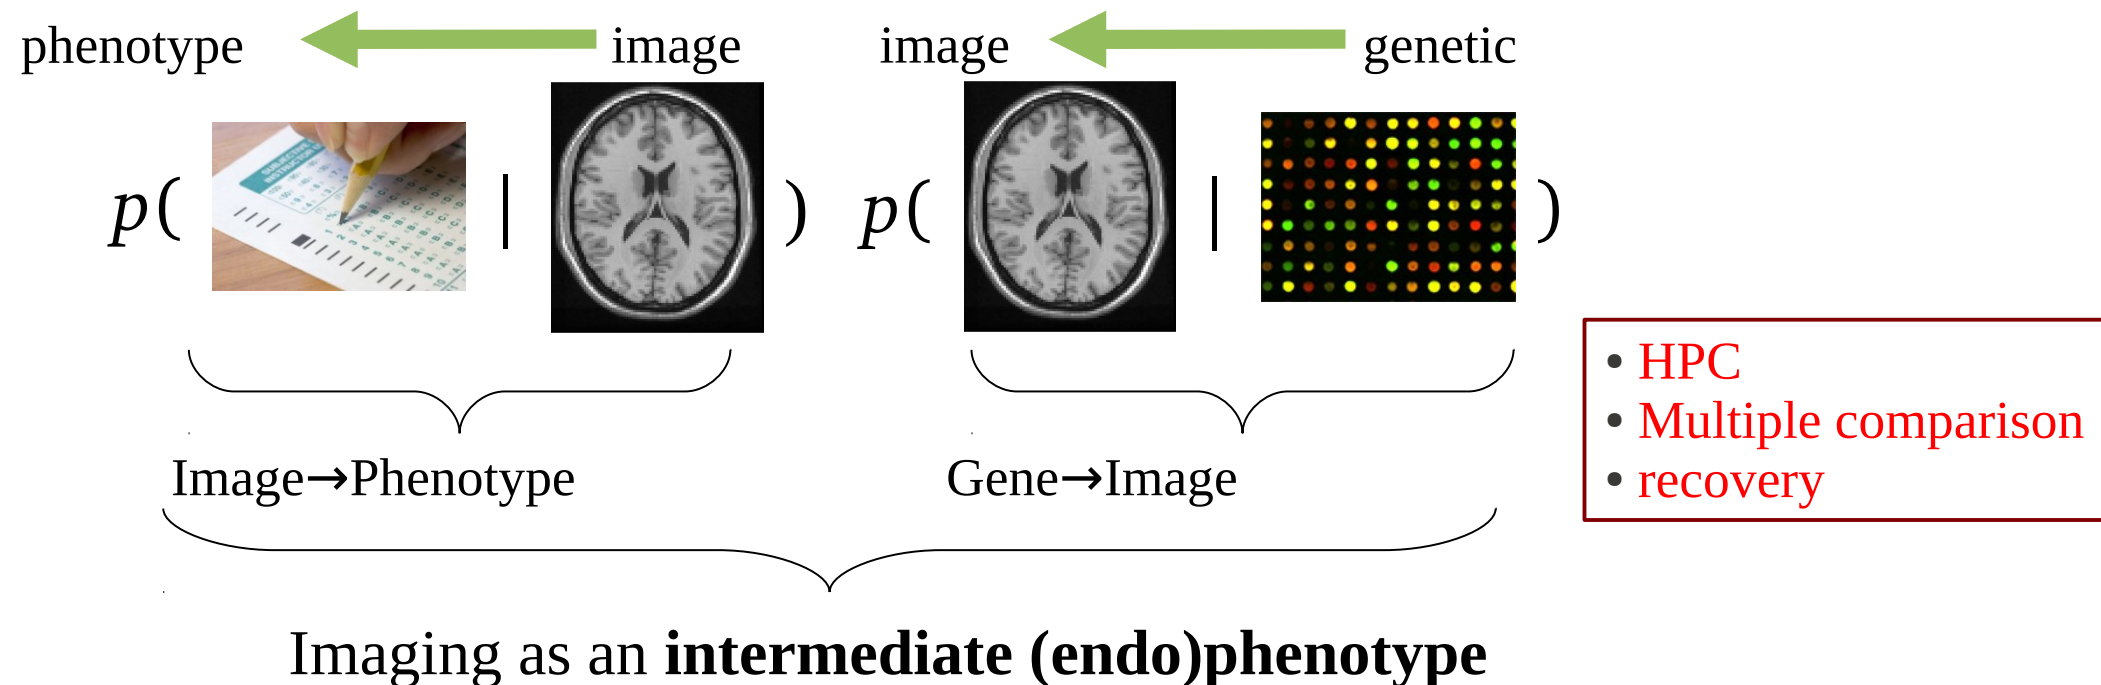 phenotype image image genetic
p( | ) p( | )
Image→Phenotype Gene→Image
• HPC
• Multiple comparison
• recovery
Imaging as an intermediate (endo)phenotype